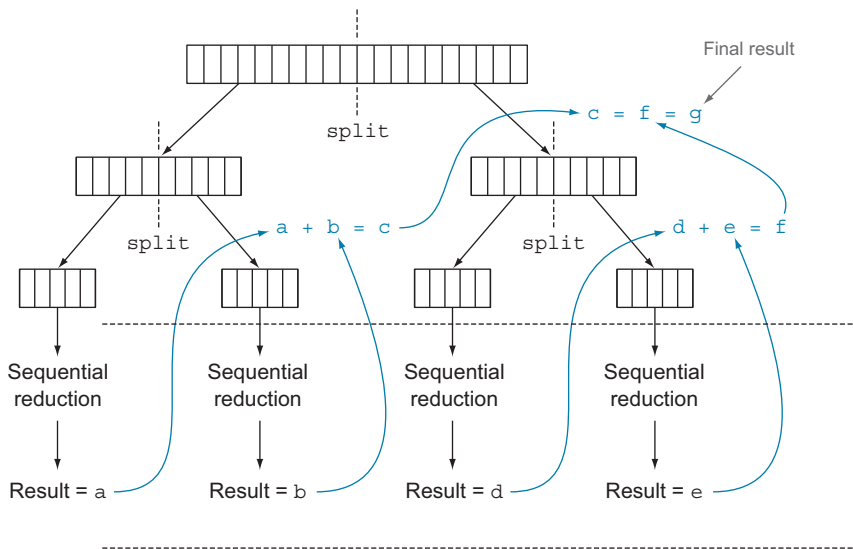 Final result
c = f = g
split
a + b = c
d + e = f
split
split
Sequential
reduction
Sequential
reduction
Sequential
reduction
Sequential
reduction
Result = a
Result = b
Result = d
Result = e